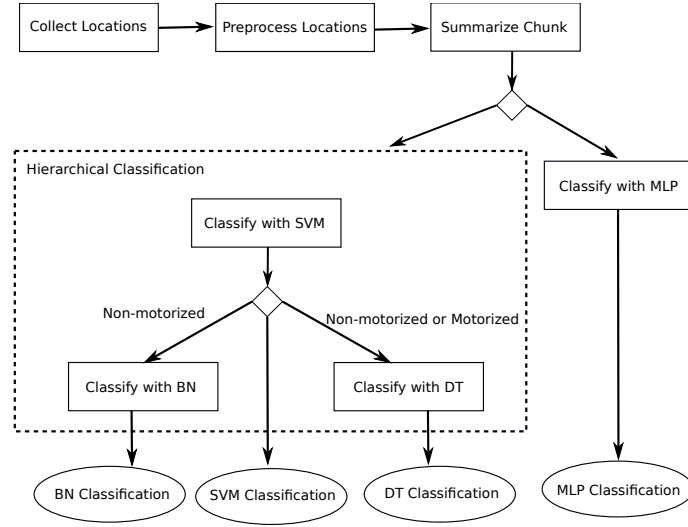 Collect Locations
Preprocess Locations
Summarize Chunk
Hierarchical Classification
Classify with MLP
Classify with SVM
Non-motorized
Non-motorized or Motorized
Classify with BN
Classify with DT
BN Classification
SVM Classification
DT Classification
MLP Classification